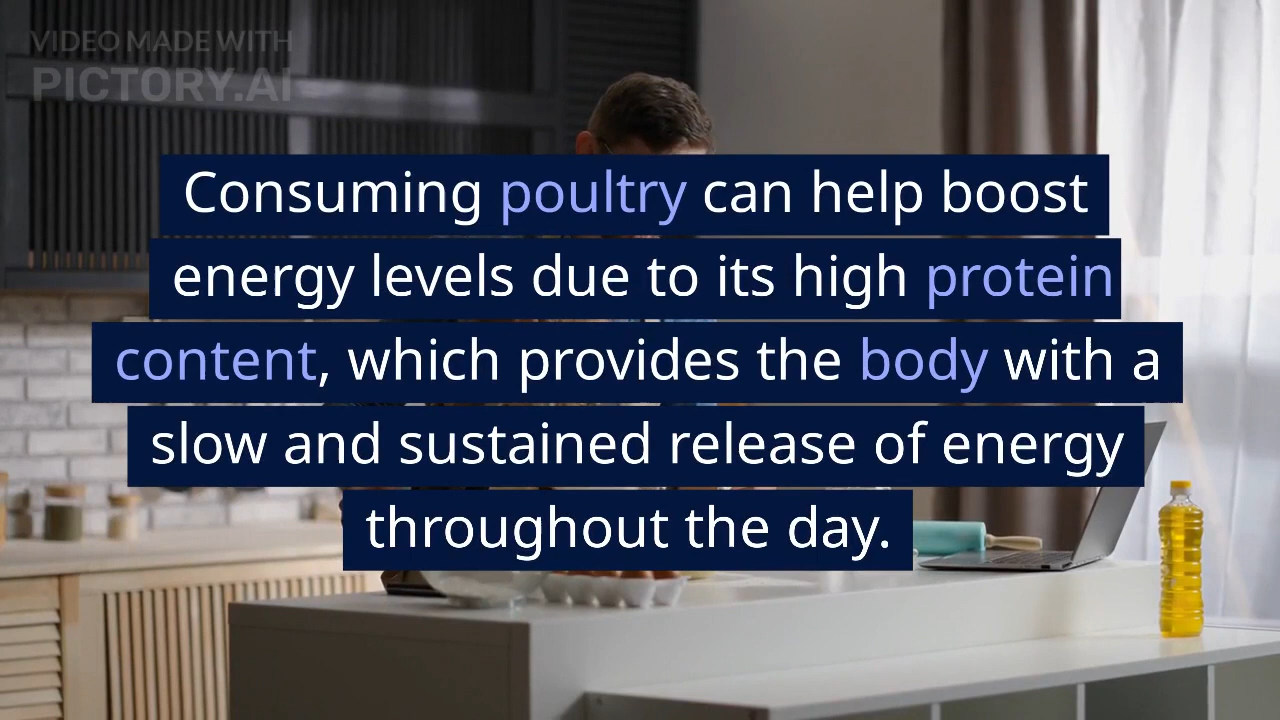 VIDEO MADE WITH
PICTORY.AI
Consuming poultry can help boost
energy levels due to its high protein
content, which provides the body with a
slow and sustained release of energy
throughout the day.